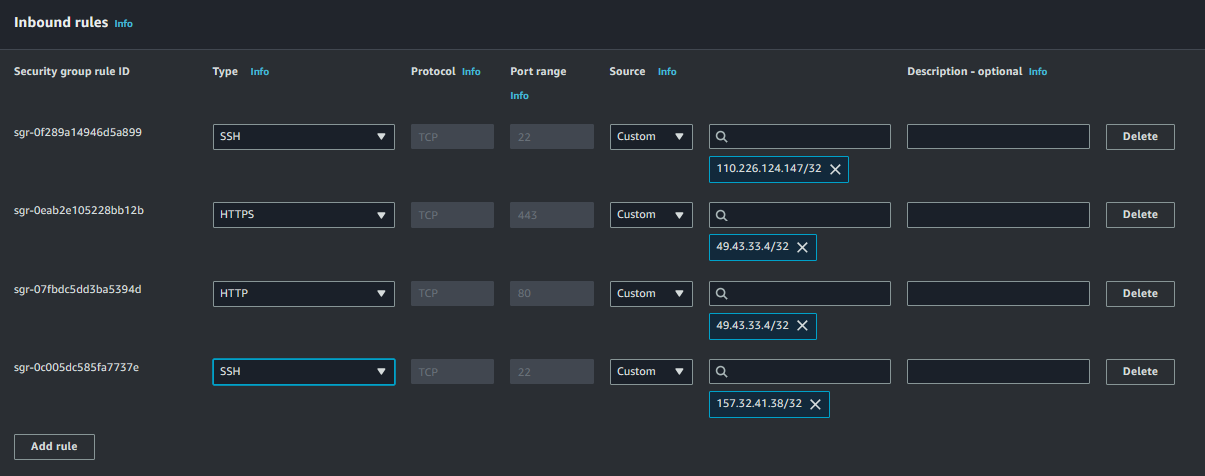 Inbound rules Info
Security group rule ID Type Info Protocol Info Port range Info Source Info Description - optional Info
sgr-0f289a14946d5a899 SSH TCP 22 Custom Delete
110.226.124.147/32
sgr-0eab2e105228bb12b HTTPS TCP 443 Custom Delete
49.43.33.4/32
sgr-07fbdc5dd3ba5394d HTTP TCP 80 Custom Delete
49.43.33.4/32
sgr-0c005dc585fa7737e SSH TCP 22 Custom Delete
157.32.41.38/32
Add rule